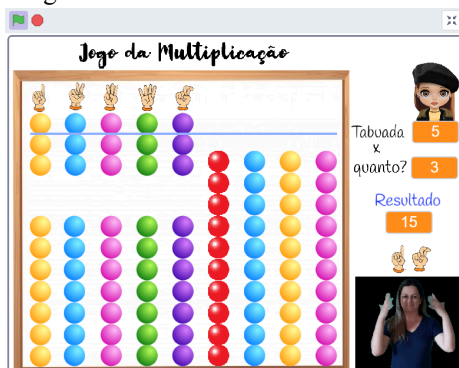 Jogo da Multiplicação
Tabuada 5
x
quanto? 3
Resultado
15